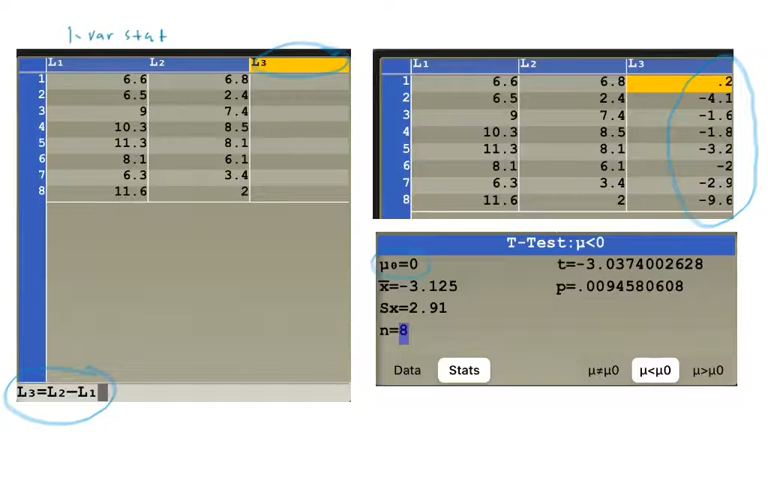 1-var stat
L1 L2 L3
1 6.6 6.8
2 6.5 2.4
3 9 7.4
4 10.3 8.5
5 11.3 8.1
6 8.1 6.1
7 6.3 3.4
8 11.6 2
L3=L2-L1
L1 L2 L3
1 6.6 6.8 .2
2 6.5 2.4 -4.1
3 9 7.4 -1.6
4 10.3 8.5 -1.8
5 11.3 8.1 -3.2
6 8.1 6.1 -2
7 6.3 3.4 -2.9
8 11.6 2 -9.6
T-Test:μ<0
μ0=0 t=-3.0374002628
x̅=-3.125 p=.0094580608
Sx=2.91
n=8
Data Stats μ≠μ0 μ<μ0 μ>μ0